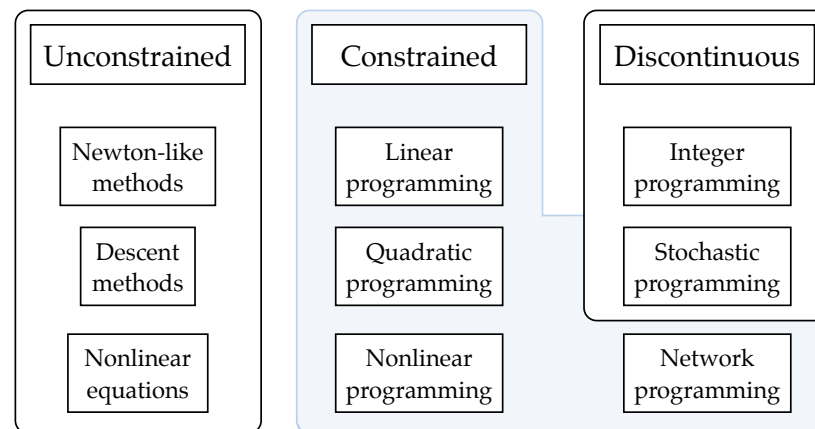 Unconstrained
Constrained
Discontinuous
Newton-like
methods
Linear
programming
Integer
programming
Descent
methods
Quadratic
programming
Stochastic
programming
Nonlinear
equations
Nonlinear
programming
Network
programming